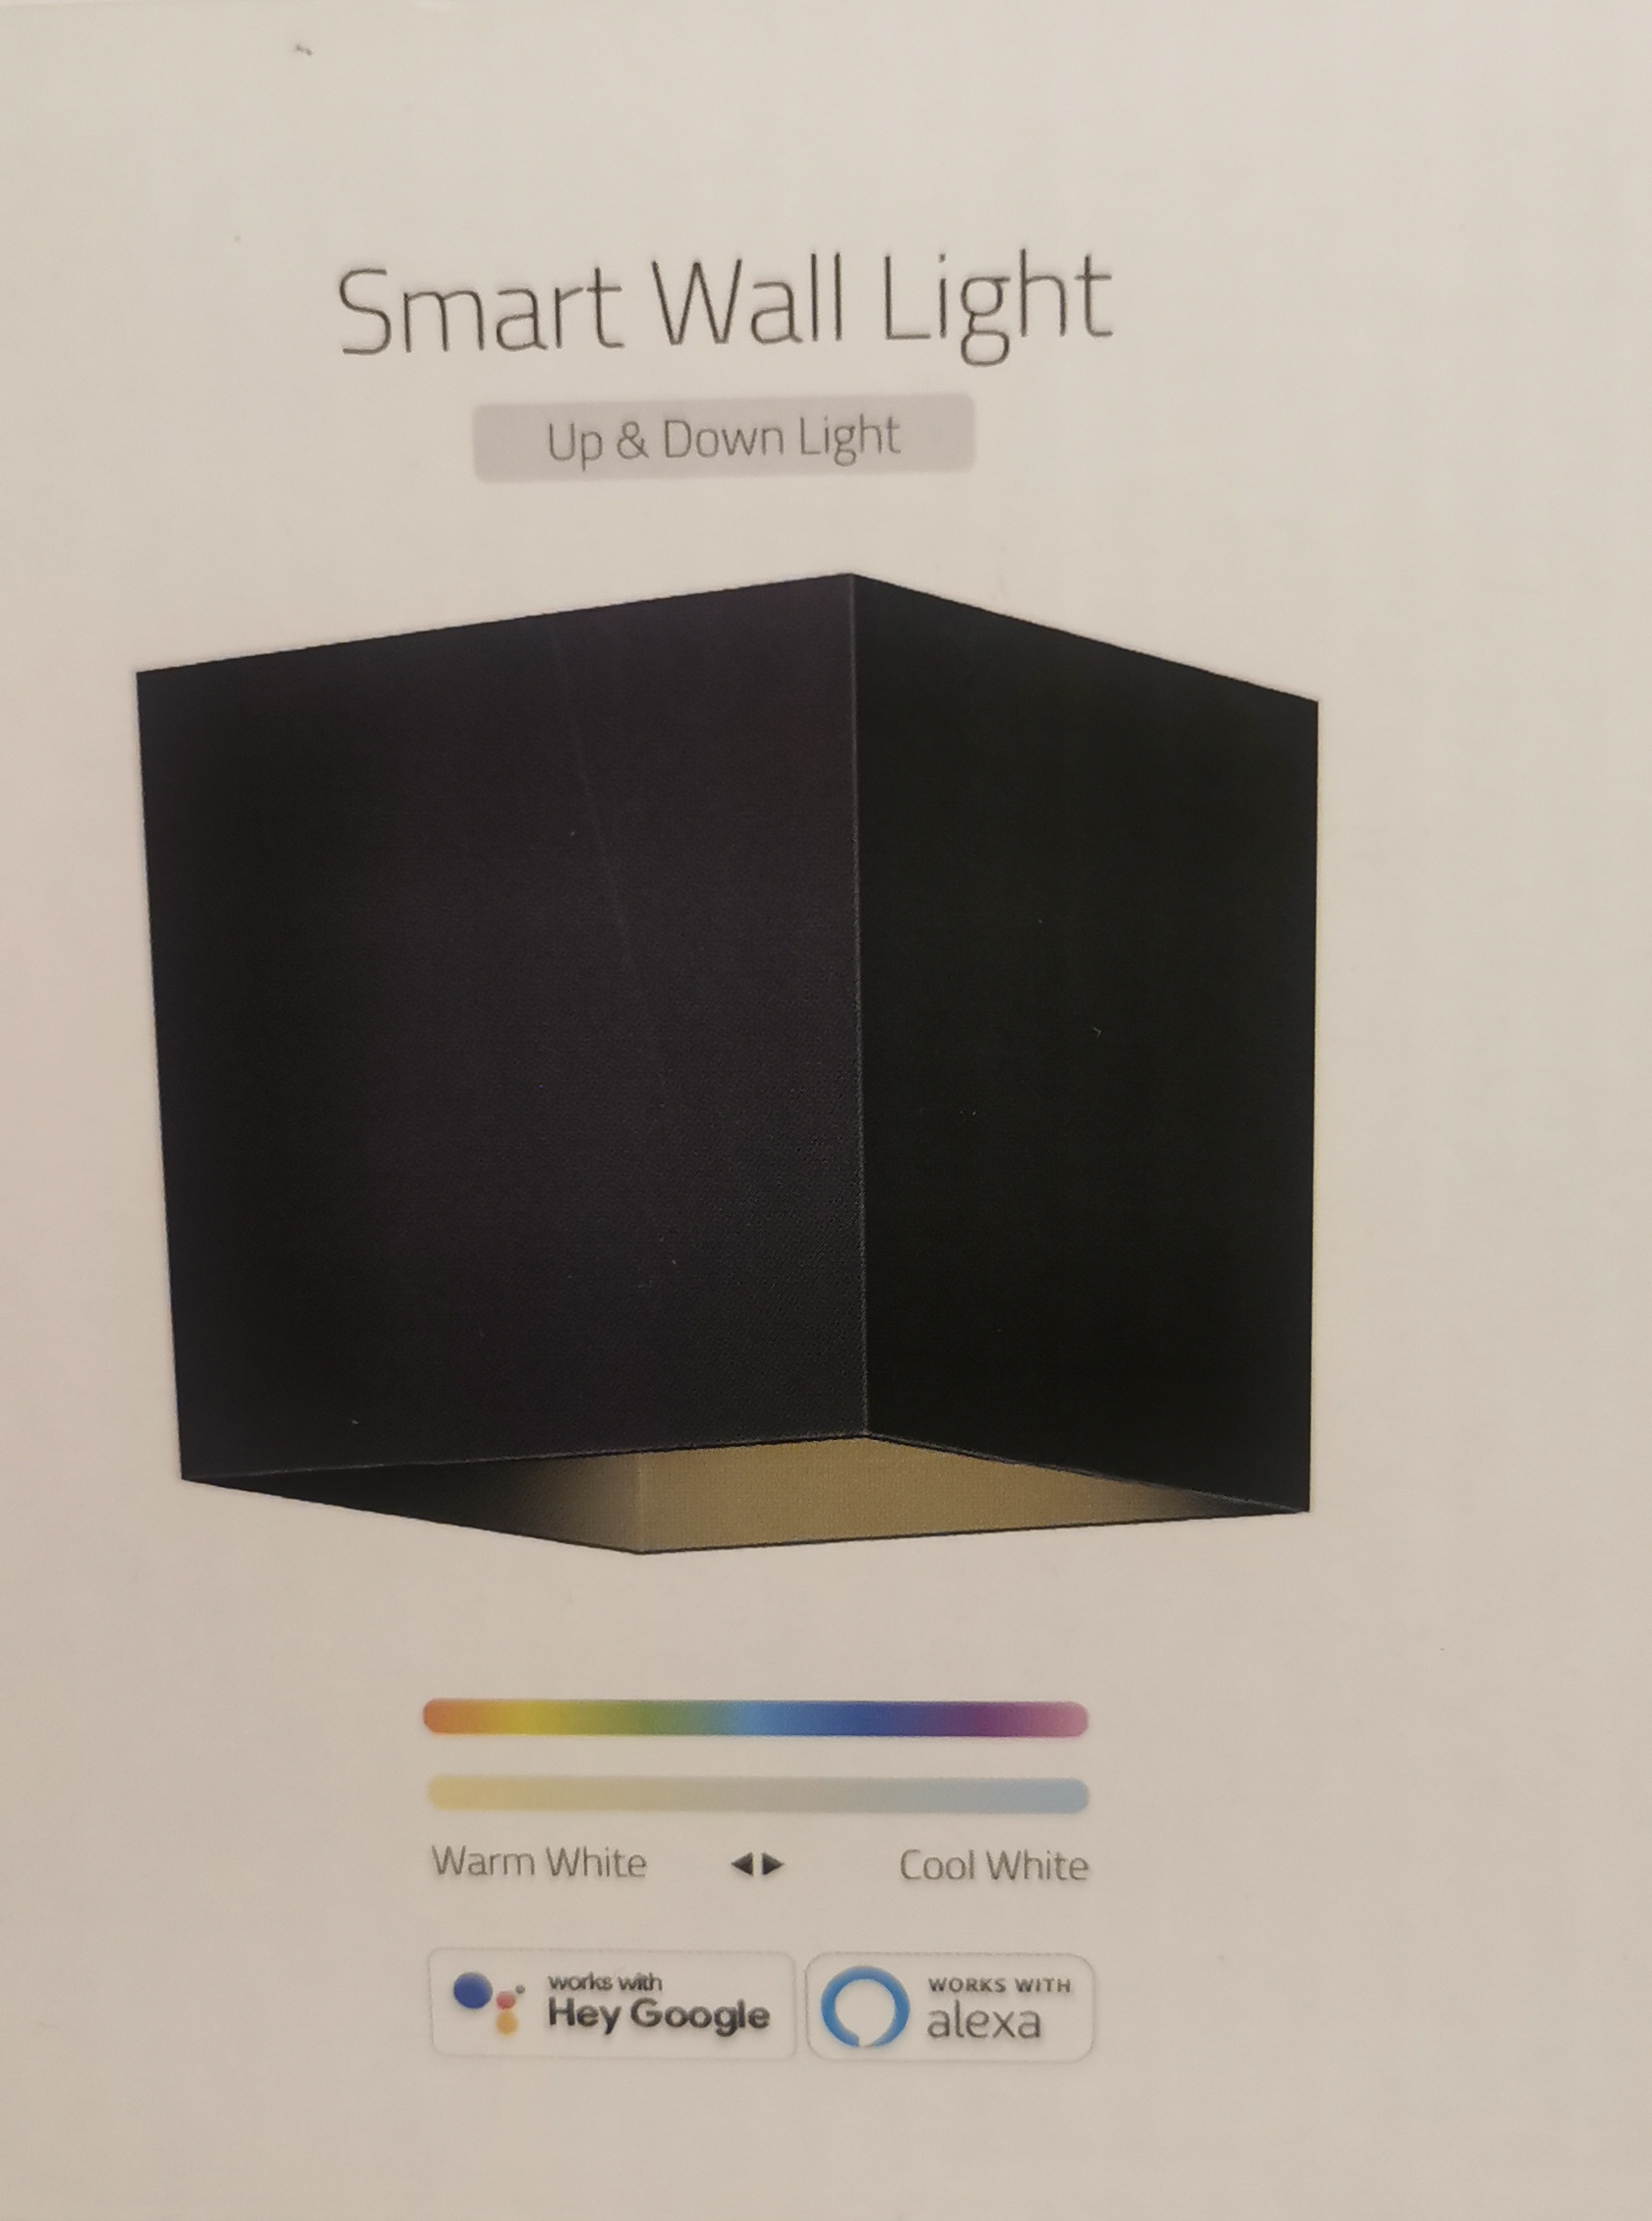 Smart Wall Light
Up & Down Light
Warm White
Cool White
works with
Hey Google
WORKS WITH
alexa